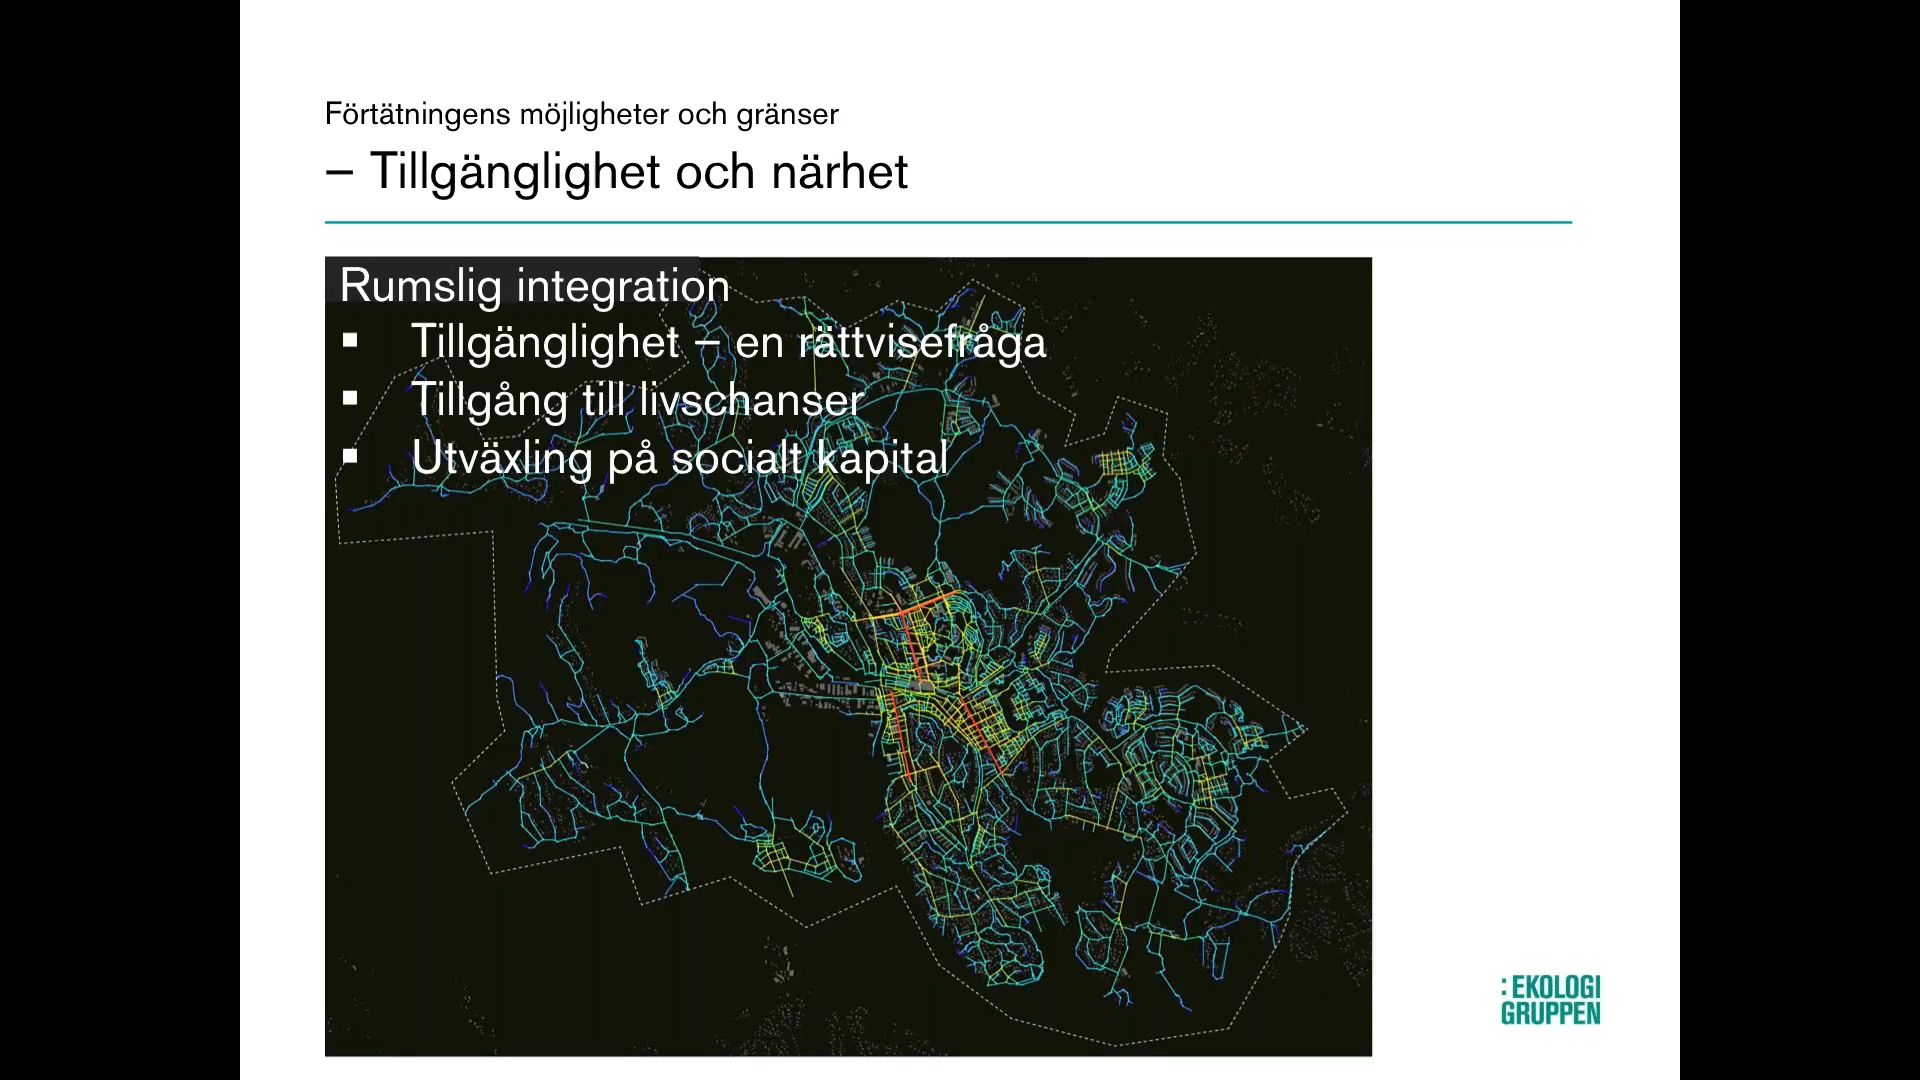 Förtätningens möjligheter och gränser
– Tillgänglighet och närhet
Rumslig integration
▪ Tillgänglighet – en rättvisefråga
▪ Tillgång till livschanser
▪ Utväxling på socialt kapital
:EKOLOGI
GRUPPEN